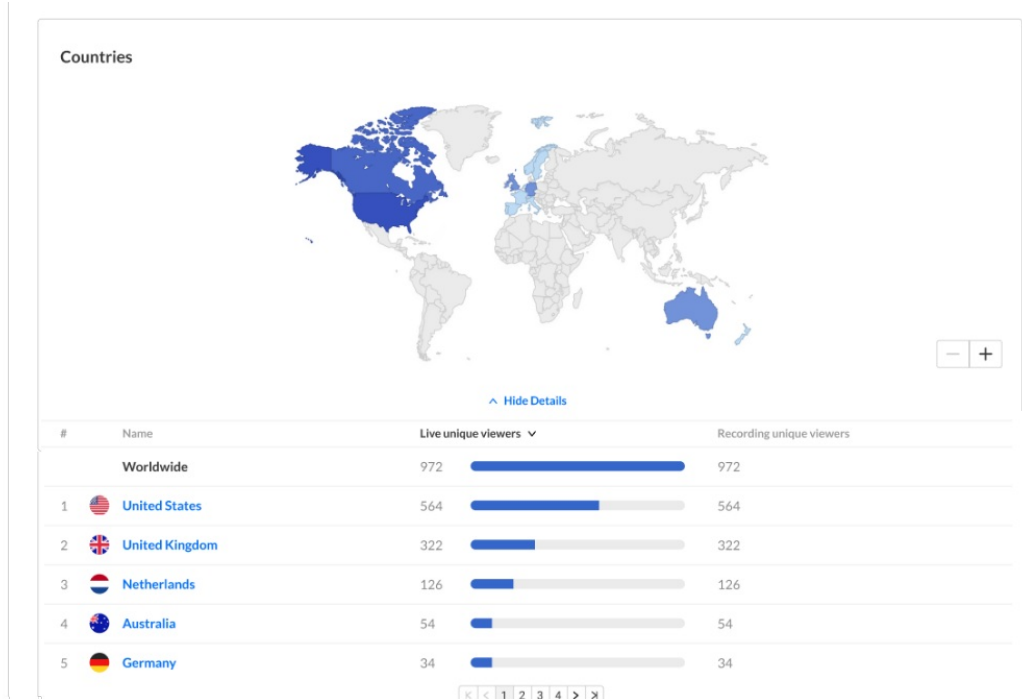 Countries
− +
Hide Details
# Name Live unique viewers Recording unique viewers
Worldwide 972 972
1 United States 564 564
2 United Kingdom 322 322
3 Netherlands 126 126
4 Australia 54 54
5 Germany 34 34
1 2 3 4